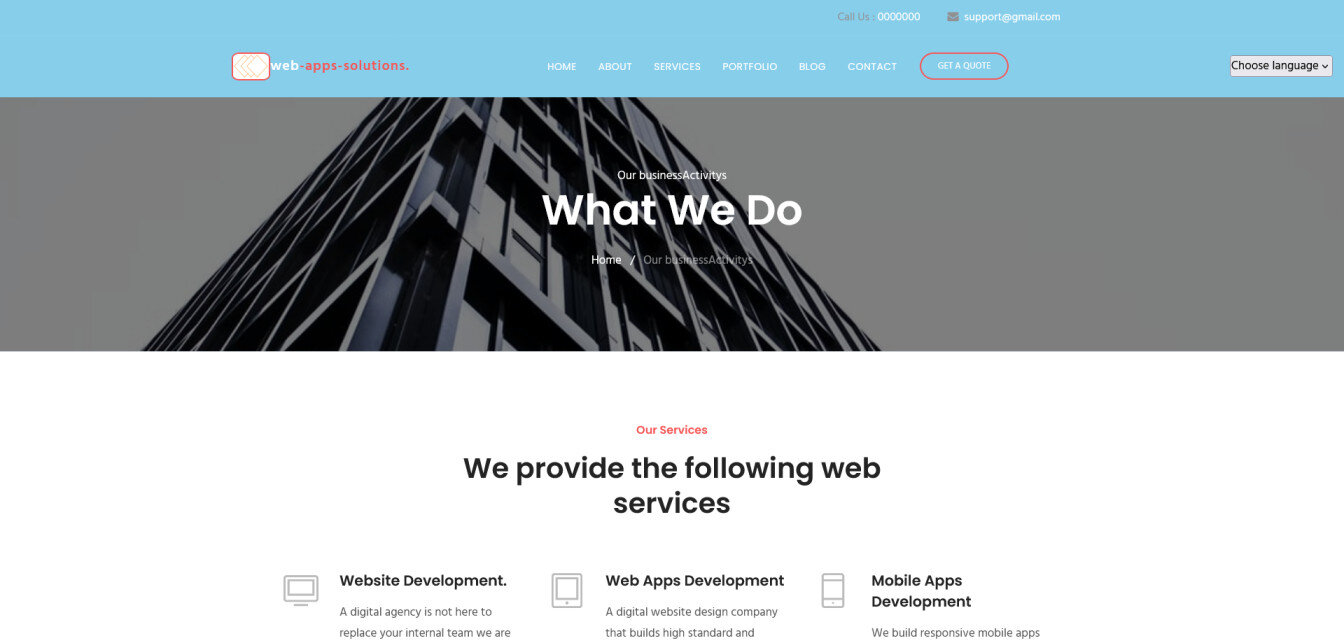 Call Us : 0000000 support@gmail.com
web-apps-solutions. HOME ABOUT SERVICES PORTFOLIO BLOG CONTACT GET A QUOTE Choose language
Our businessActivitys
What We Do
Home / Our businessActivitys
Our Services
We provide the following web
services
Website Development.
A digital agency is not here to
replace your internal team we are
Web Apps Development
A digital website design company
that builds high standard and
Mobile Apps
Development
We build responsive mobile apps